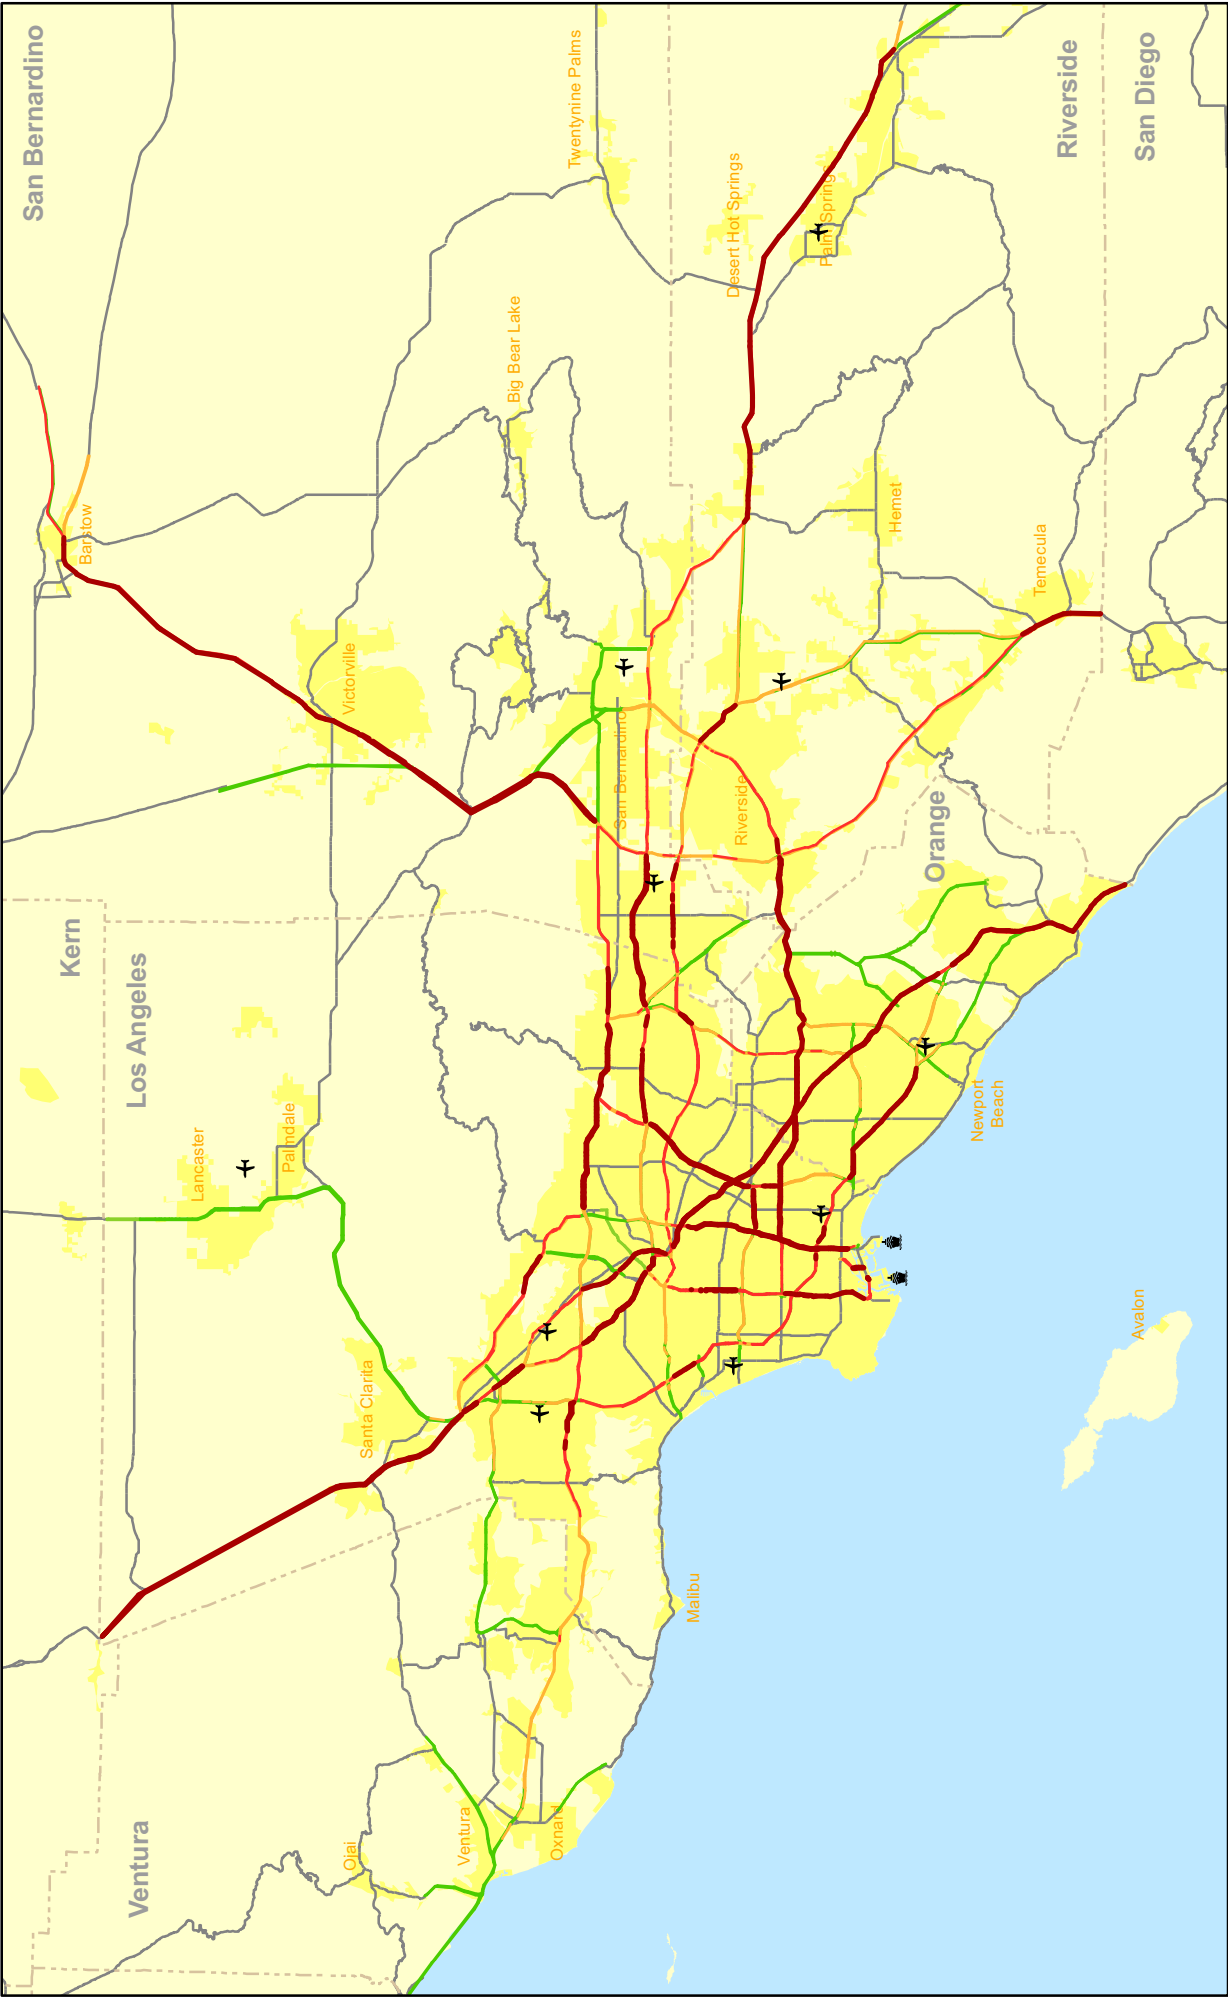 San Bernardino
Kern
Los Angeles
Ventura
Riverside
San Diego
Orange
Twentynine Palms
Desert Hot Springs
Palm Springs
Big Bear Lake
Barstow
Victorville
San Bernardino
Riverside
Hemet
Temecula
Lancaster
Palmdale
Santa Clarita
Newport
Beach
Avalon
Malibu
Ojai
Ventura
Oxnard